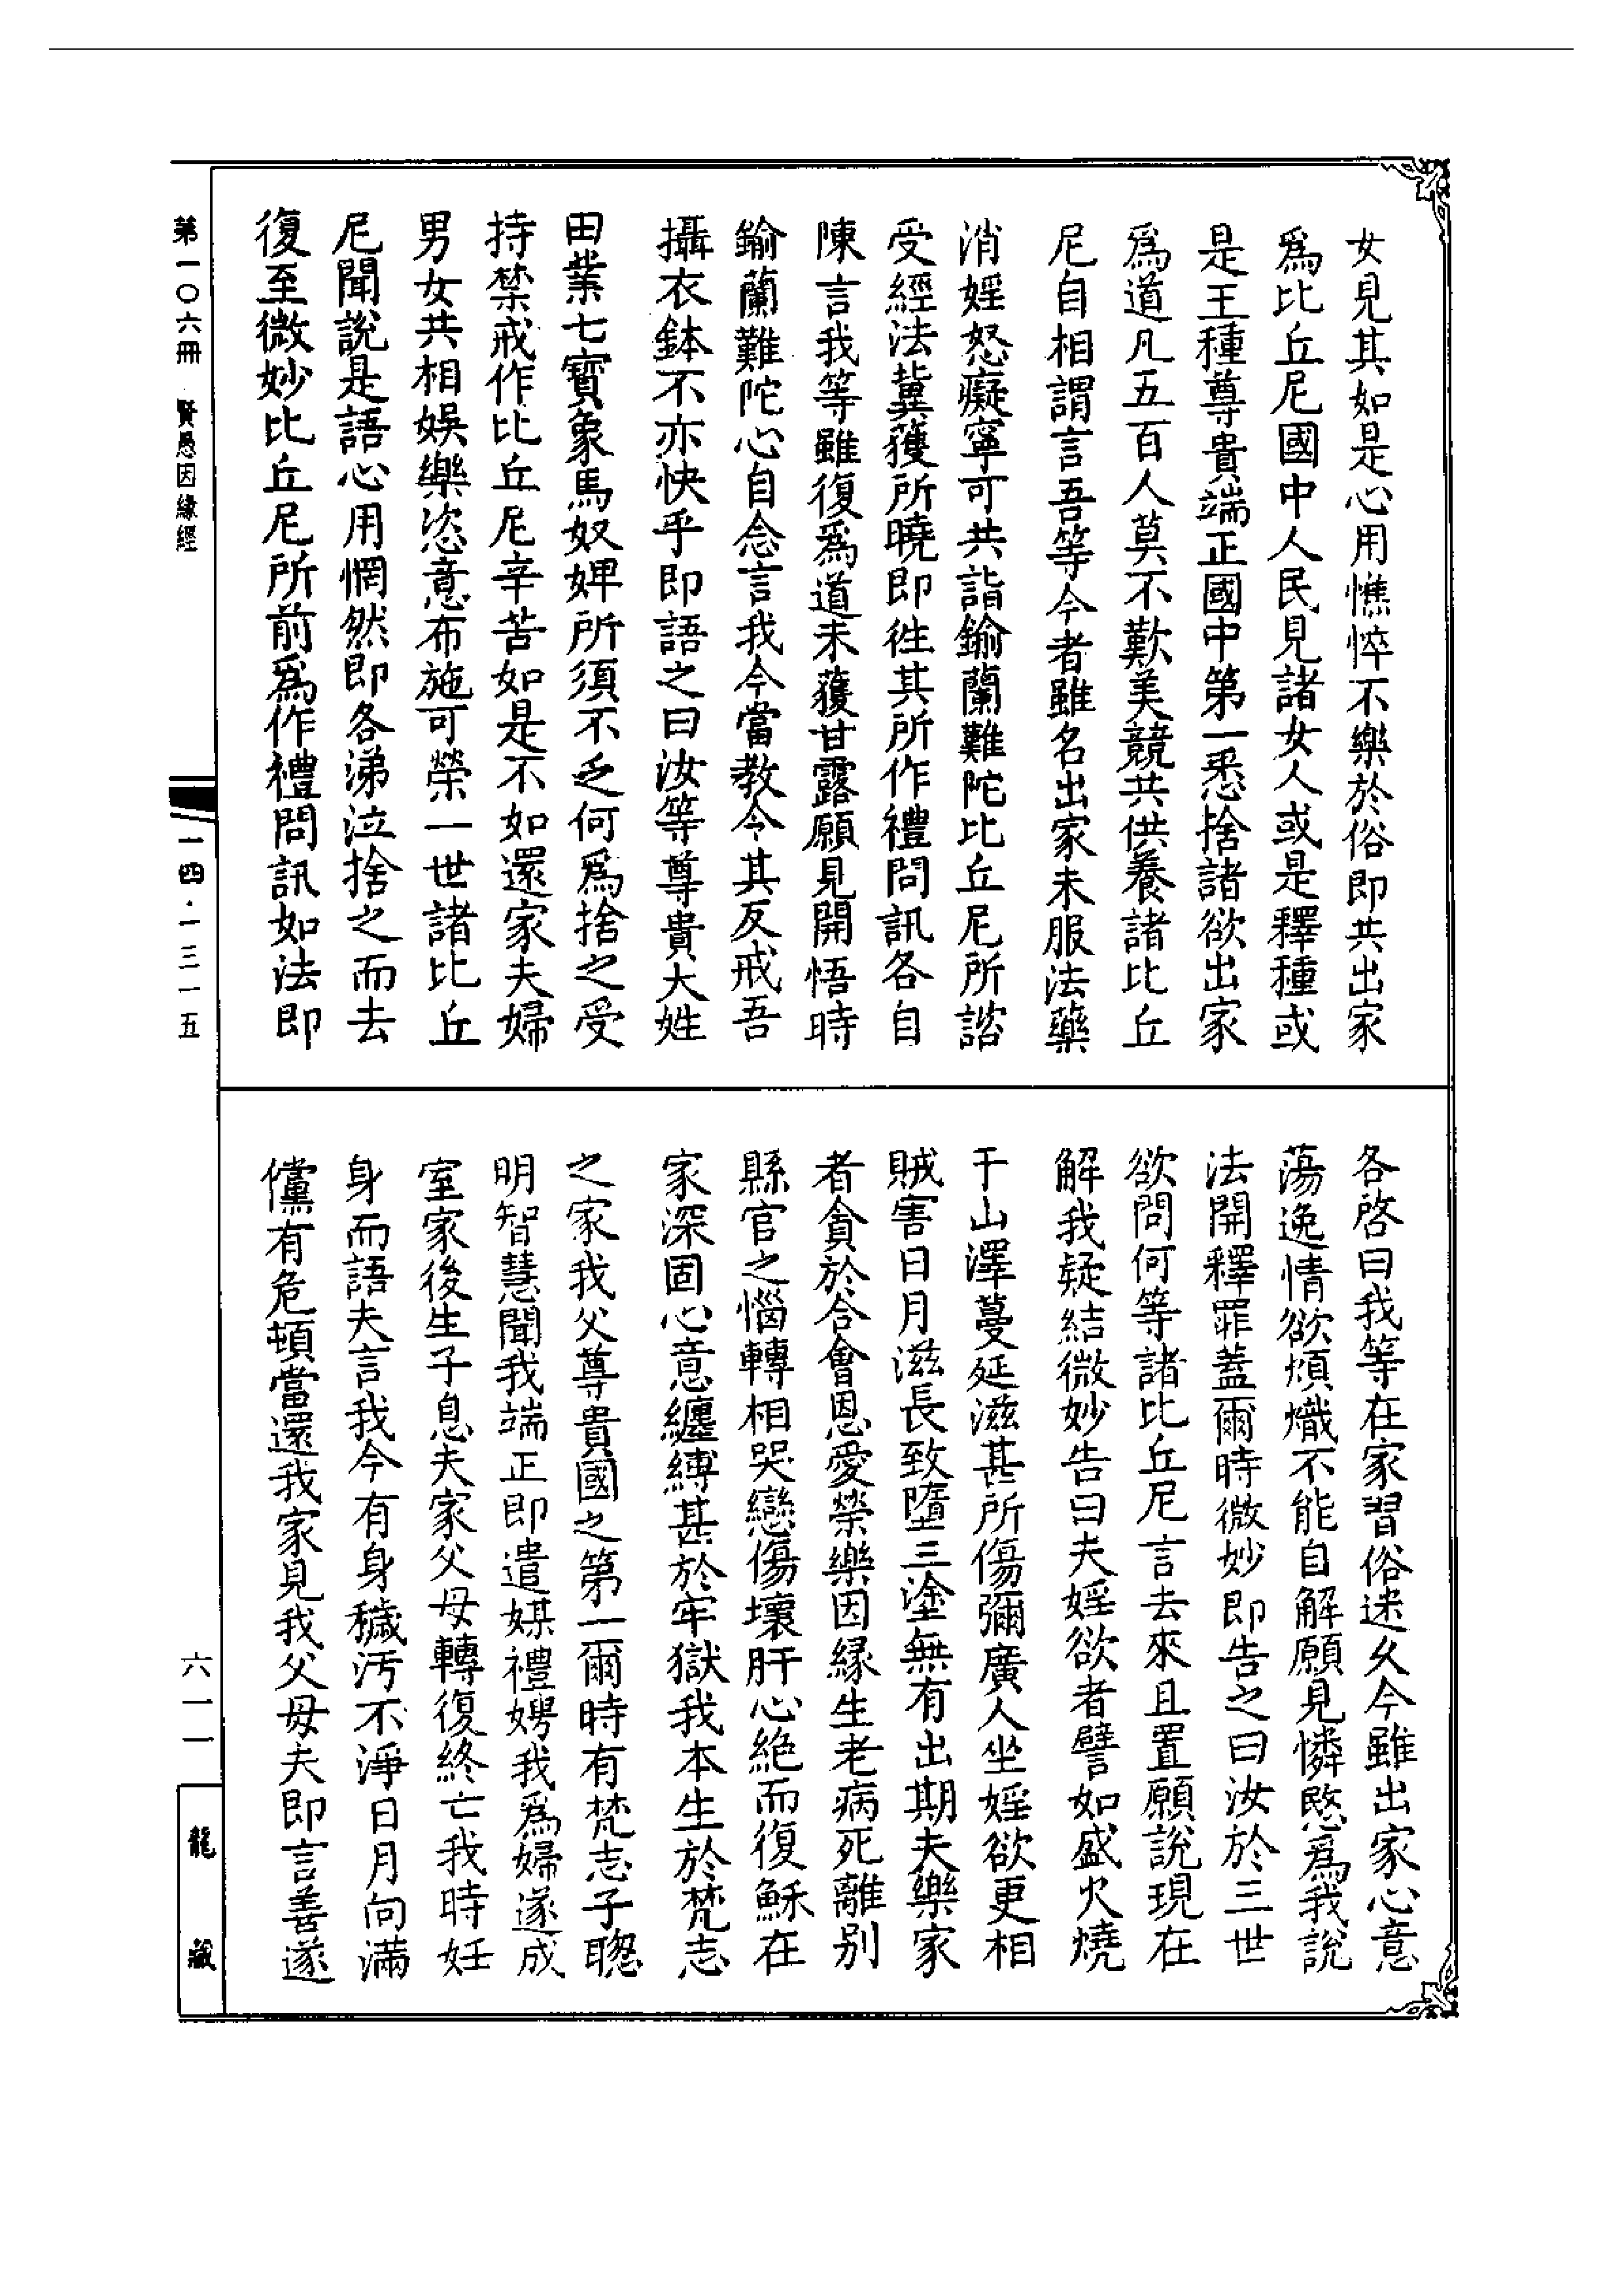 女見其如是心用憔悴不樂於俗即共出家
爲比丘尼國中人民見諸女人或是釋種或
是王種尊貴端正國中第一悉捨諸欲出家
爲道凡五百人莫不歎美競共供養諸比丘
尼自相謂言吾等今者雖名出家未服法藥
消婬怒癡寧可共詣鍮蘭難陀比丘尼所諮
受經法冀獲所曉即徃其所作禮問訊各自
陳言我等雖復爲道未獲甘露願見開悟時
鍮蘭難陀心自念言我今當教令其反戒吾
攝衣鉢不亦快乎即語之曰汝等尊貴大姓
田業七寶象馬奴婢所須不乏何爲捨之受
持禁戒作比丘尼辛苦如是不如還家夫婦
男女共相娛樂恣意布施可榮一世諸比丘
尼聞說是語心用惘然即各涕泣捨之而去
復至微妙比丘尼所前爲作禮問訊如法即
各啓曰我等在家習俗迷久今雖出家心意
蕩逸情欲煩熾不能自解願見憐愍爲我說
法開釋罪蓋爾時微妙即告之曰汝於三世
欲問何等諸比丘尼言去來且置願說現在
解我疑結微妙告曰夫婬欲者譬如盛火燒
于山澤蔓延滋甚所傷彌廣人坐婬欲更相
賊害日月滋長致墮三塗無有出期夫樂家
者貪於合會恩愛榮樂因緣生老病死離別
縣官之惱轉相哭戀傷壞肝心絕而復穌在
家深固心意纏縛甚於牢獄我本生於梵志
之家我父尊貴國之第一爾時有梵志子聰
明智慧聞我端正即遣媒禮娉我爲婦遂成
室家後生子息夫家父母轉復終亡我時妊
身而語夫言我今有身穢汚不淨日月向滿
儻有危頓當還我家見我父母夫即言善遂
第一〇六冊 賢愚因緣經
一四·一三一五
六一一
龍藏